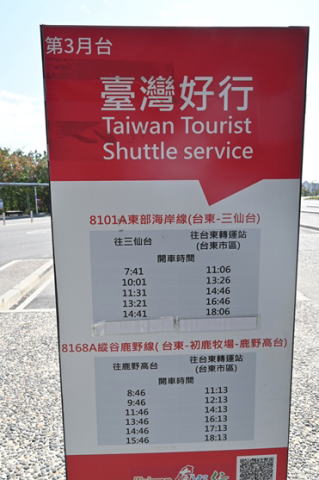 第3月台
臺灣好行
Taiwan Tourist
Shuttle service
8101A東部海岸線(台東-三仙台)
往三仙台 往台東轉運站
(台東市區)
開車時間
7:41 11:06
10:01 13:26
11:31 14:46
13:21 16:46
14:41 18:06
8168A縱谷鹿野線( 台東-初鹿牧場-鹿野高台)
往鹿野高台 往台東轉運站
(台東市區)
開車時間
8:46 11:13
9:46 12:13
11:46 14:13
13:46 16:13
14:46 17:13
15:46 18:13